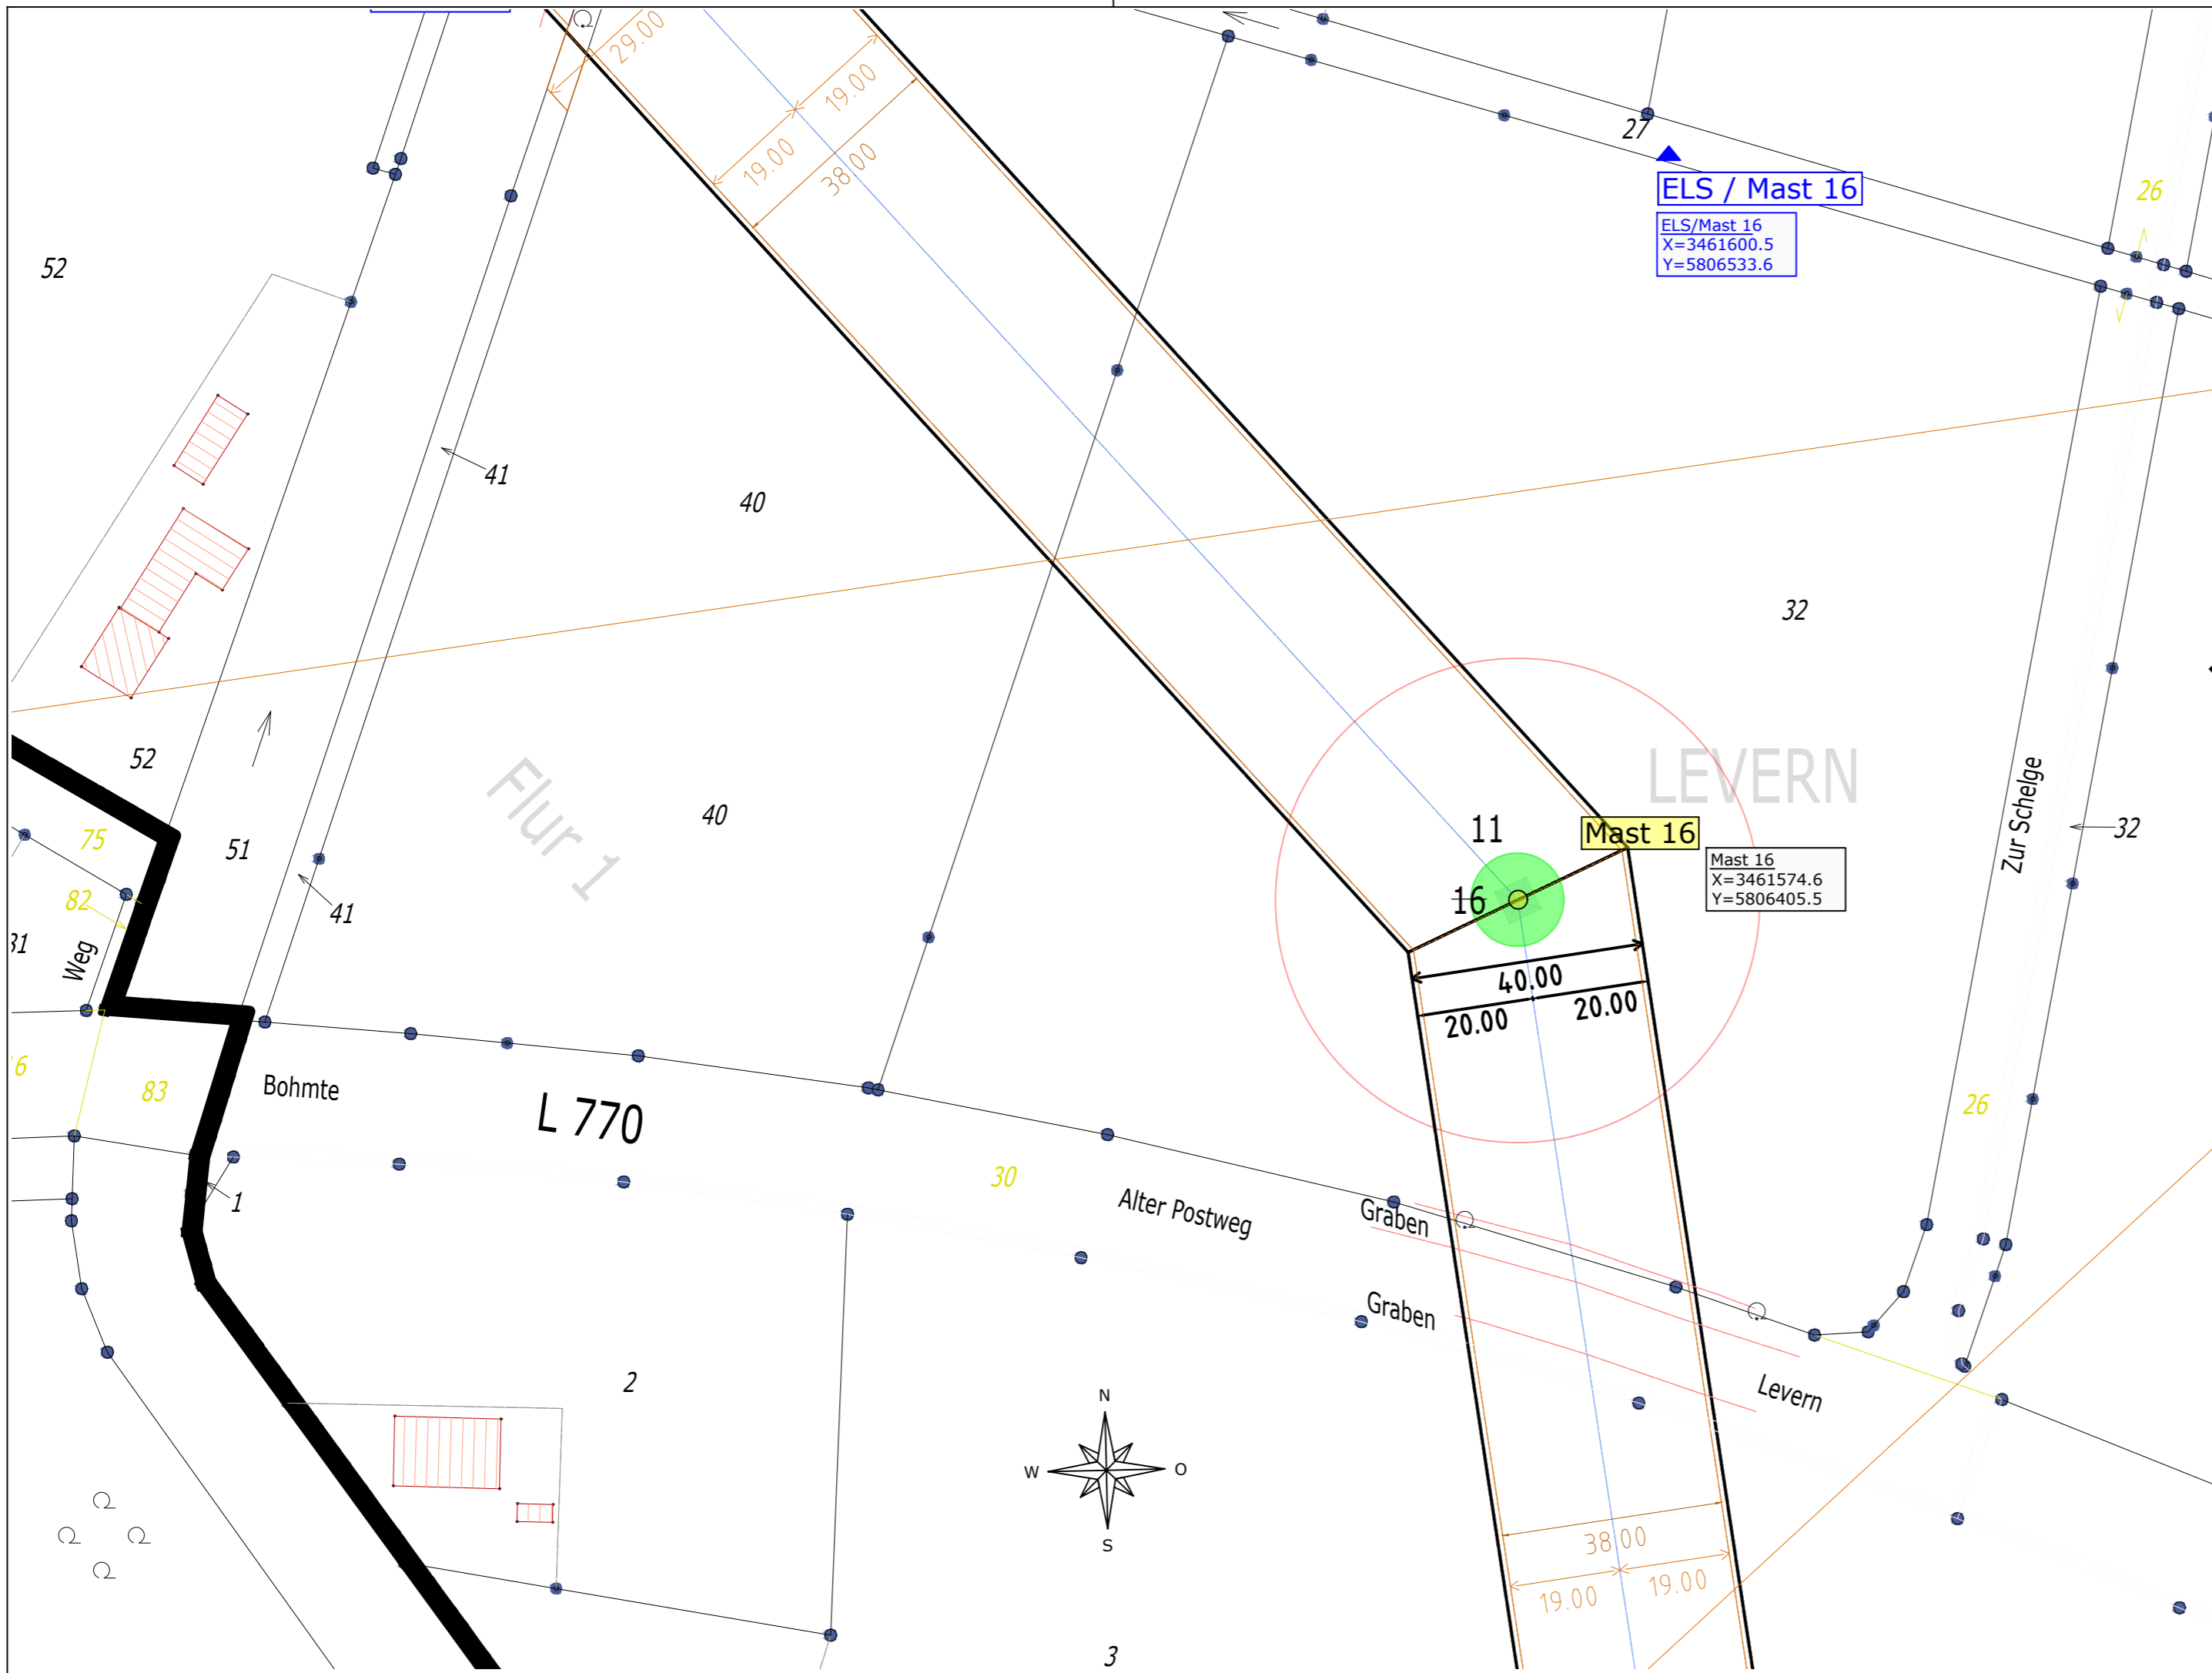 29.00
19.00
19.00
38.00
27
ELS / Mast 16
ELS/Mast 16
X=3461600.5
Y=5806533.6
26
52
41
40
32
52
Flur 1
LEVERN
Zur Schelge
75
51
40
11
Mast 16
32
Mast 16
X=3461574.6
Y=5806405.5
82
41
16
Weg
40.00
20.00
20.00
6
83
Bohmte
L 770
26
1
30
Alter Postweg
Graben
Graben
2
Levern
N
W
O
S
38.00
19.00
19.00
3